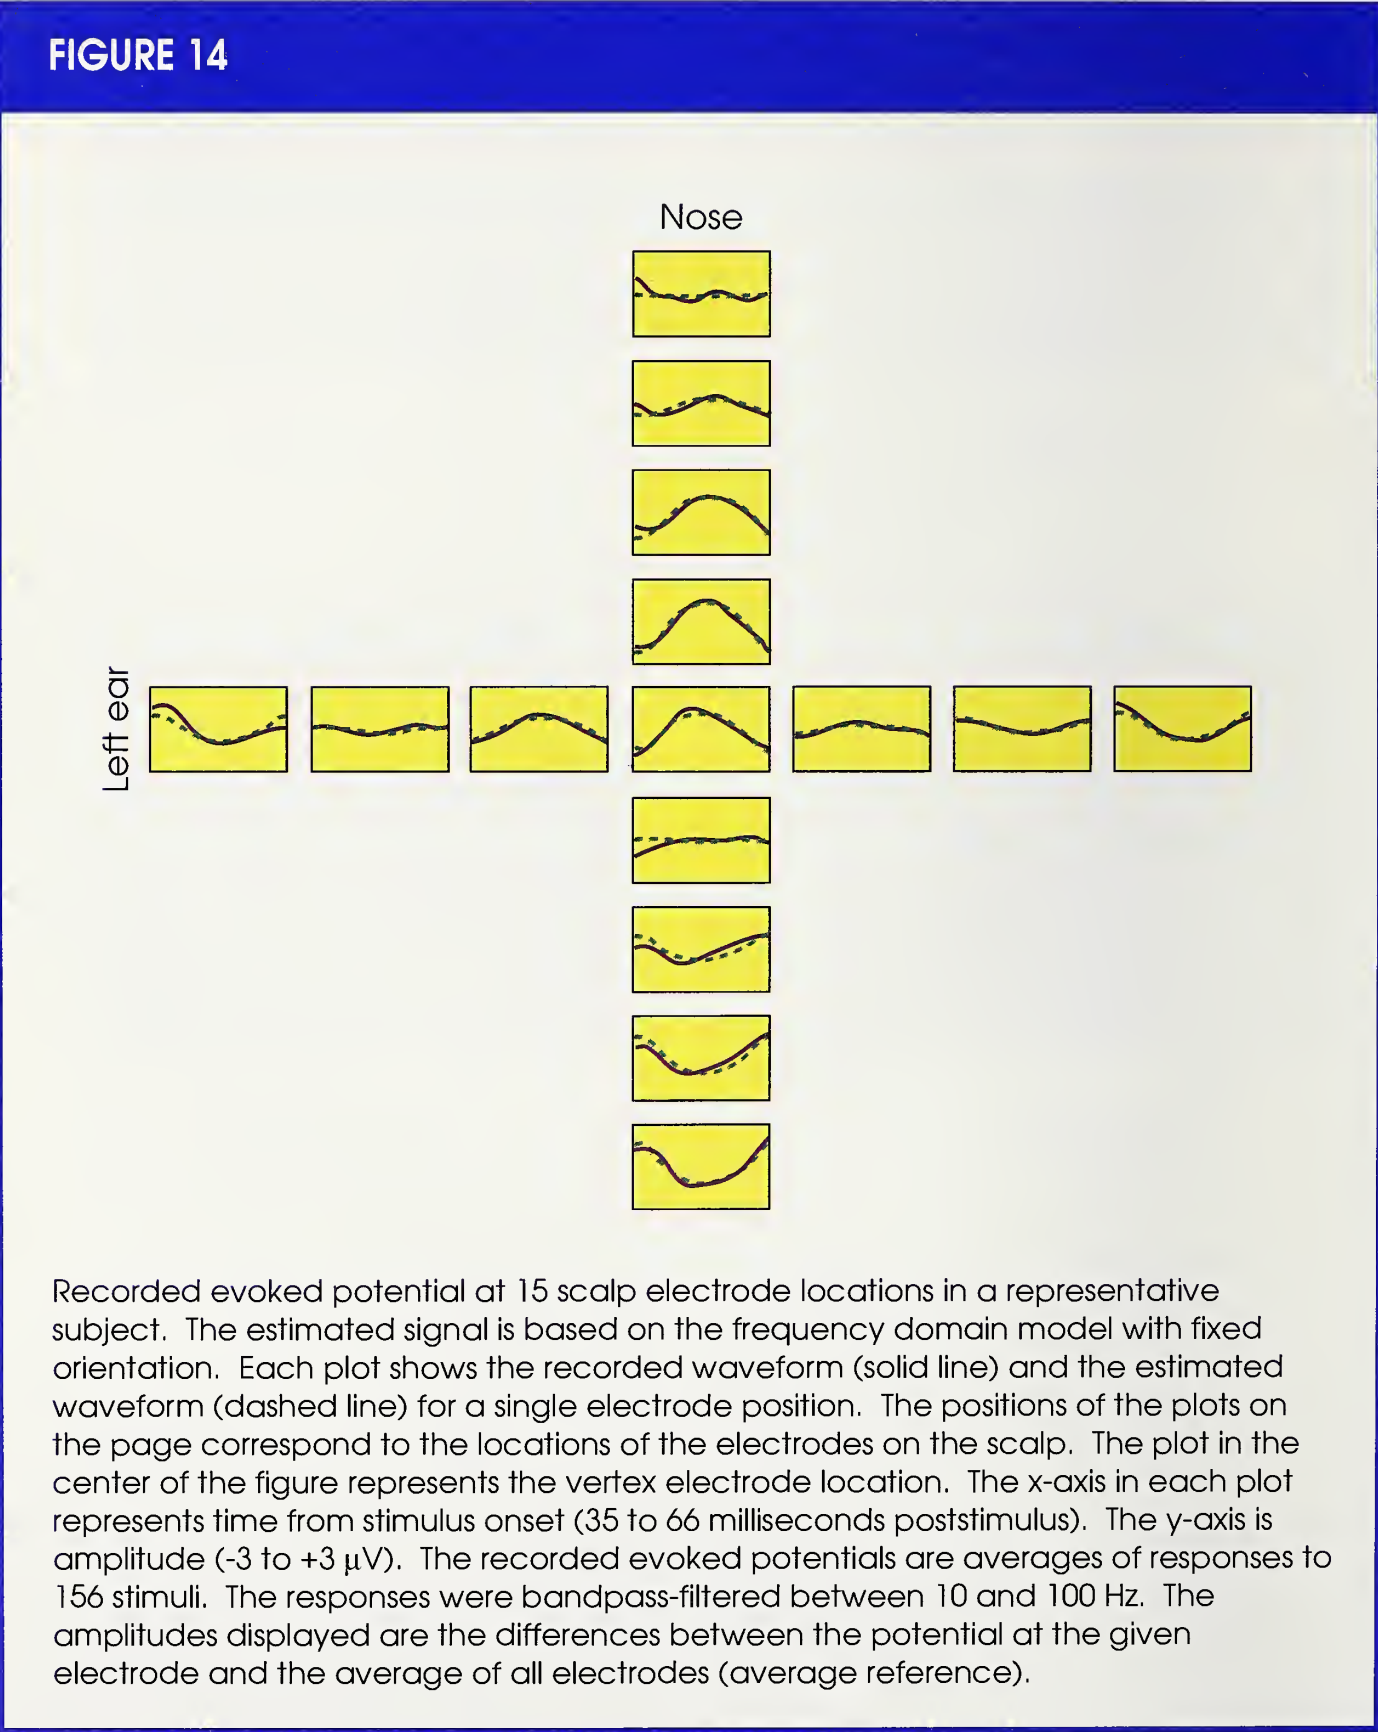 FIGURE 14
Nose
Left ear
Recorded evoked potential at 15 scalp electrode locations in a representative
subject. The estimated signal is based on the frequency domain model with fixed
orientation. Each plot shows the recorded waveform (solid line) and the estimated
waveform (dashed line) for a single electrode position. The positions of the plots on
the page correspond to the locations of the electrodes on the scalp. The plot in the
center of the figure represents the vertex electrode location. The x-axis in each plot
represents time from stimulus onset (35 to 66 milliseconds poststimulus). The y-axis is
amplitude (-3 to +3 µV). The recorded evoked potentials are averages of responses to
156 stimuli. The responses were bandpass-filtered between 10 and 100 Hz. The
amplitudes displayed are the differences between the potential at the given
electrode and the average of all electrodes (average reference).